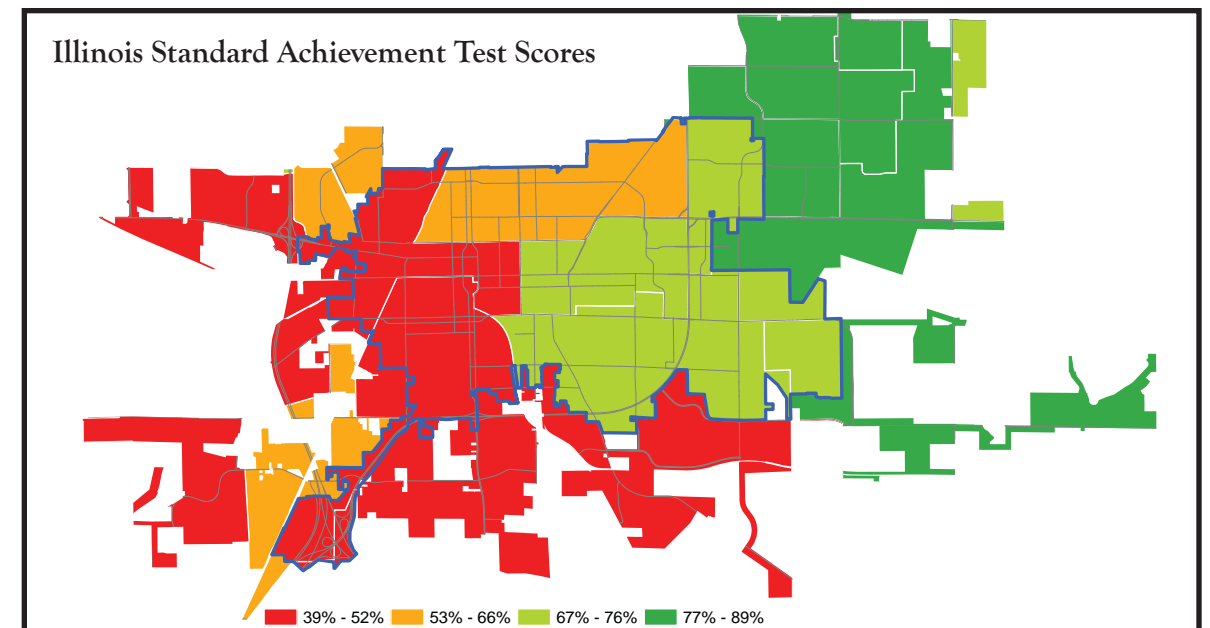 Illinois Standard Achievement Test Scores
39% - 52% 53% - 66% 67% - 76% 77% - 89%